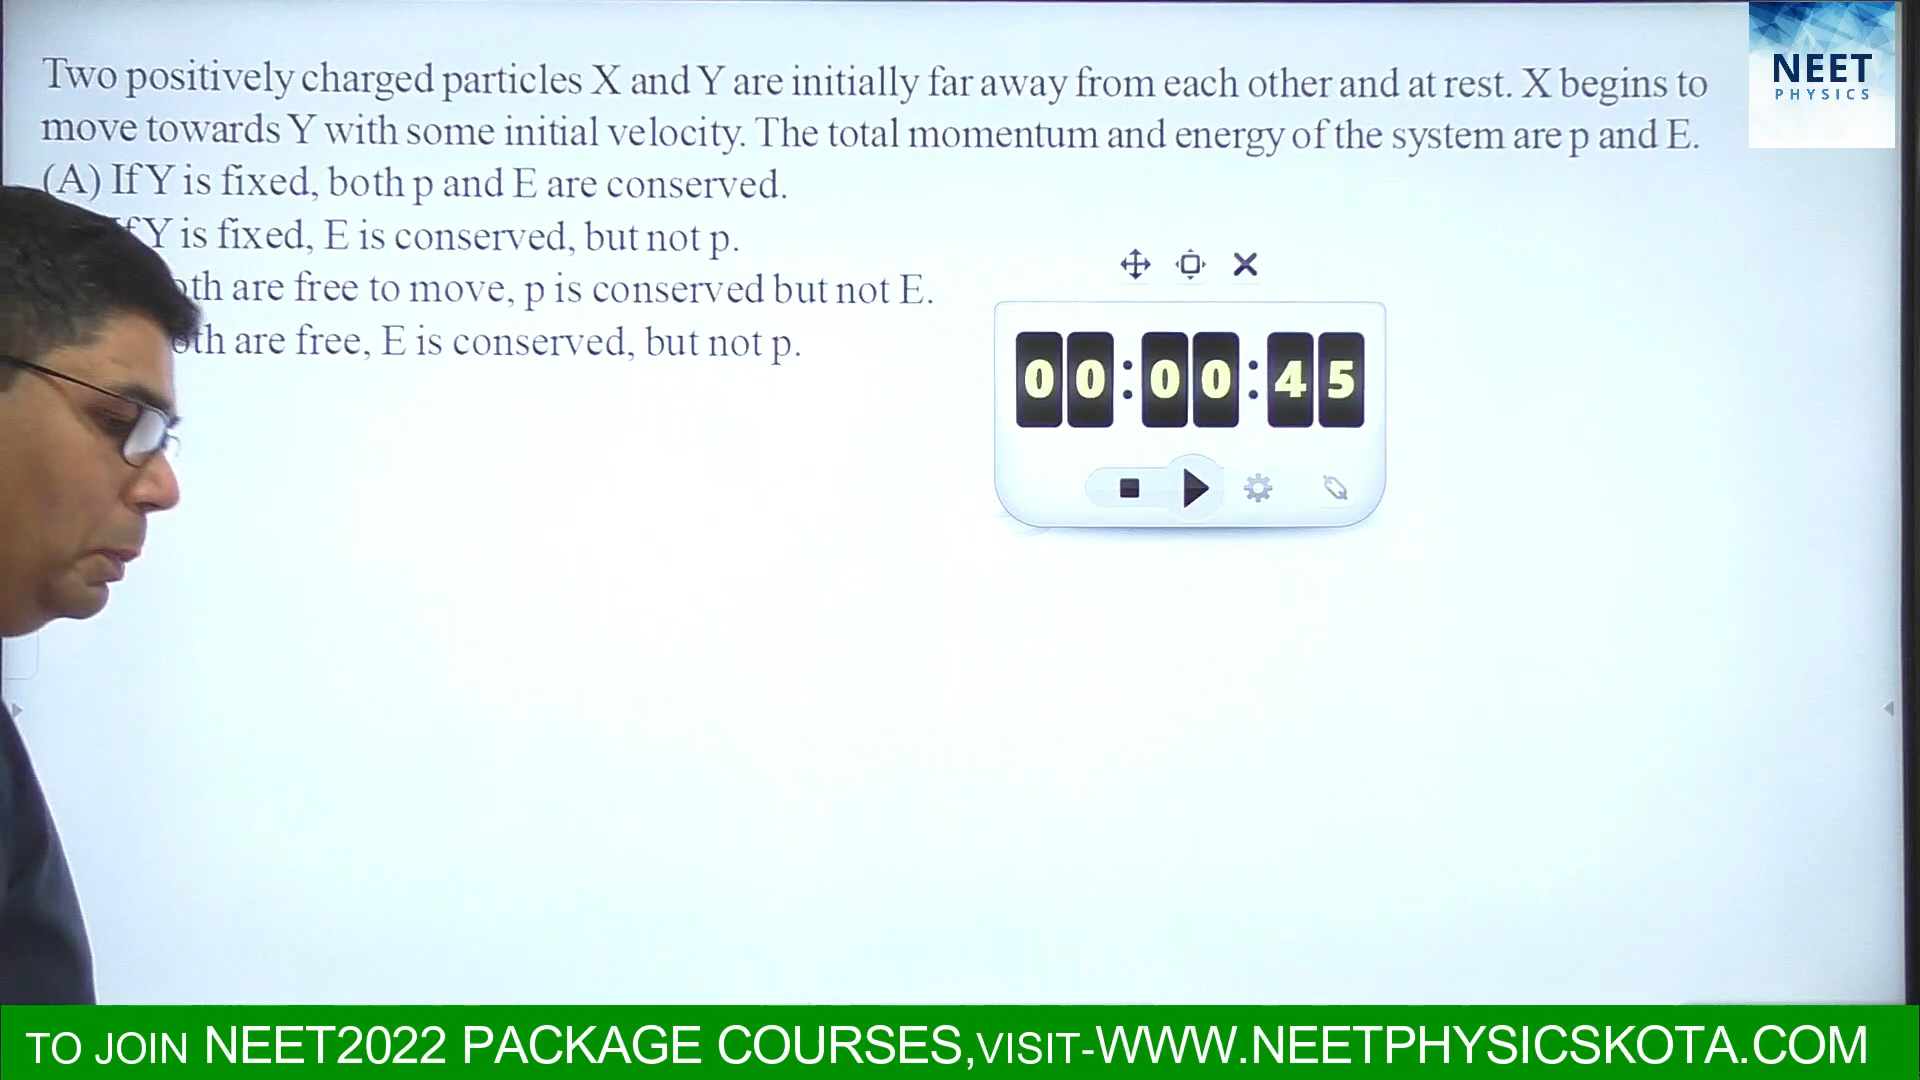 Two positively charged particles X and Y are initially far away from each other and at rest. X begins to
move towards Y with some initial velocity. The total momentum and energy of the system are p and E.
(A) If Y is fixed, both p and E are conserved.
Y is fixed, E is conserved, but not p.
are free to move, p is conserved but not E.
are free, E is conserved, but not p.
NEET
PHYSICS
00:00:45
TO JOIN NEET2022 PACKAGE COURSES,VISIT-WWW.NEETPHYSICSKOTA.COM